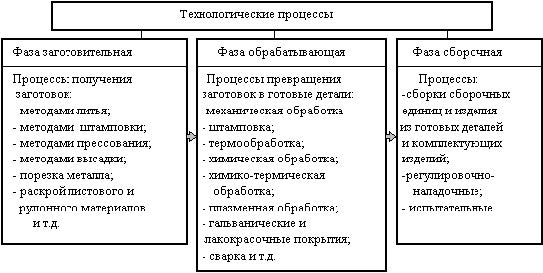 Технологические процессы
Фаза заготовительная
Процессы получения
заготовок:
методами литья;
- методами штамповки;
- методами прессования;
- методами высадки;
- порезка металла;
- раскрой листового и
рулонного материалов
и т.д.
Фаза обрабатывающая
Процессы превращения
заготовок в готовые детали:
механическая обработка
- штамповка;
- термообработка;
- химическая обработка;
- химико-термическая
обработка;
- плазменная обработка;
- гальванические и
лакокрасочные покрытия;
- сварка и т.д.
Фаза сборочная
Процессы:
-сборки сборочных
единиц и изделия
из готовых деталей
и комплектующих
изделий;
-регулировочно-
наладочные;
- испытательные